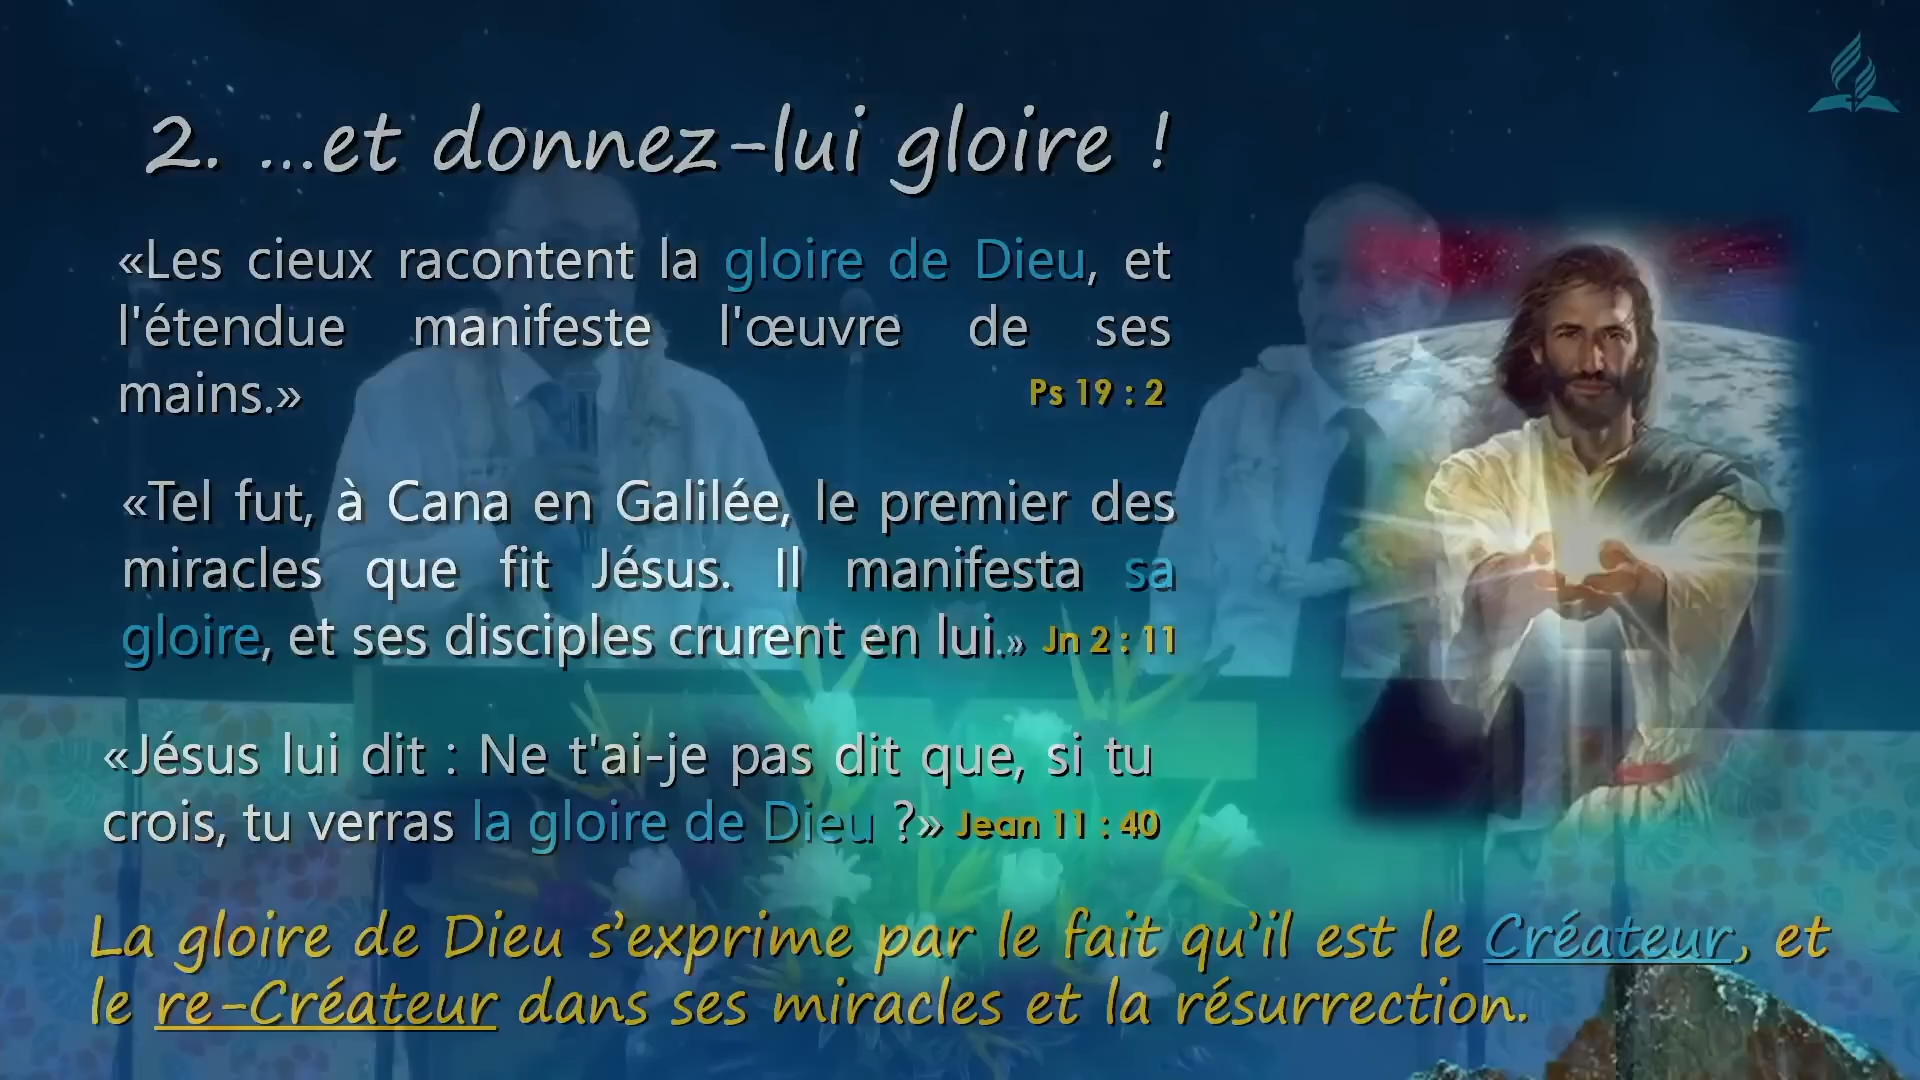 2. ...et donnez-lui gloire !
«Les cieux racontent la gloire de Dieu, et
l'étendue manifeste l'œuvre de ses
mains.» Ps 19 : 2
«Tel fut, à Cana en Galilée, le premier des
miracles que fit Jésus. Il manifesta sa
gloire, et ses disciples crurent en lui.» Jn 2 : 11
«Jésus lui dit : Ne t'ai-je pas dit que, si tu
crois, tu verras la gloire de Dieu ?» Jean 11 : 40
La gloire de Dieu s’exprime par le fait qu’il est le Créateur, et
le re-Créateur dans ses miracles et la résurrection.